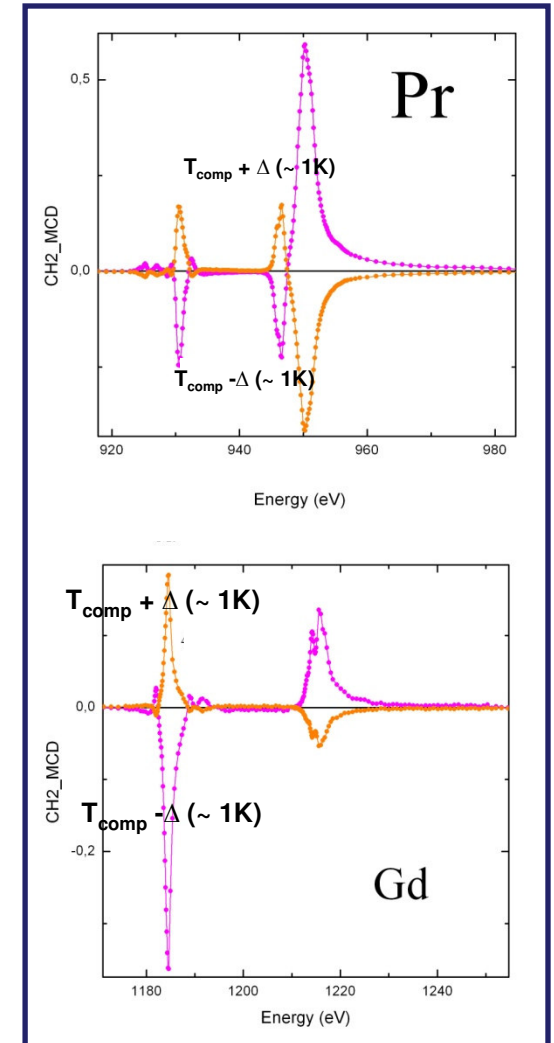 Pr
0,5
T_comp + Δ (~ 1K)
CH2_MCD
0,0
T_comp -Δ (~ 1K)
920 940 960 980
Energy (eV)
T_comp + Δ (~ 1K)
0,0
CH2_MCD
T_comp -Δ (~ 1K)
-0,2
Gd
1180 1200 1220 1240
Energy (eV)